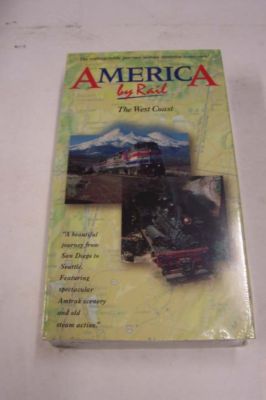 AMERICA
by Rail
The West Coast
"A beautiful
journey from
San Diego to
Seattle.
Featuring
spectacular
Amtrak scenery
and old
steam action."